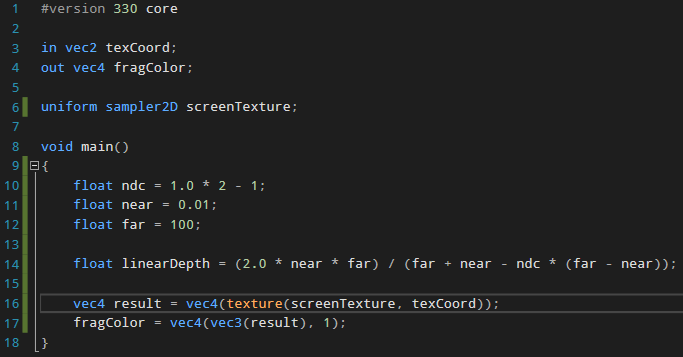 1 #version 330 core
2
3 in vec2 texCoord;
4 out vec4 fragColor;
5
6 uniform sampler2D screenTexture;
7
8 void main()
9 {
10 float ndc = 1.0 * 2 - 1;
11 float near = 0.01;
12 float far = 100;
13
14 float linearDepth = (2.0 * near * far) / (far + near - ndc * (far - near));
15
16 vec4 result = vec4(texture(screenTexture, texCoord));
17 fragColor = vec4(vec3(result), 1);
18 }